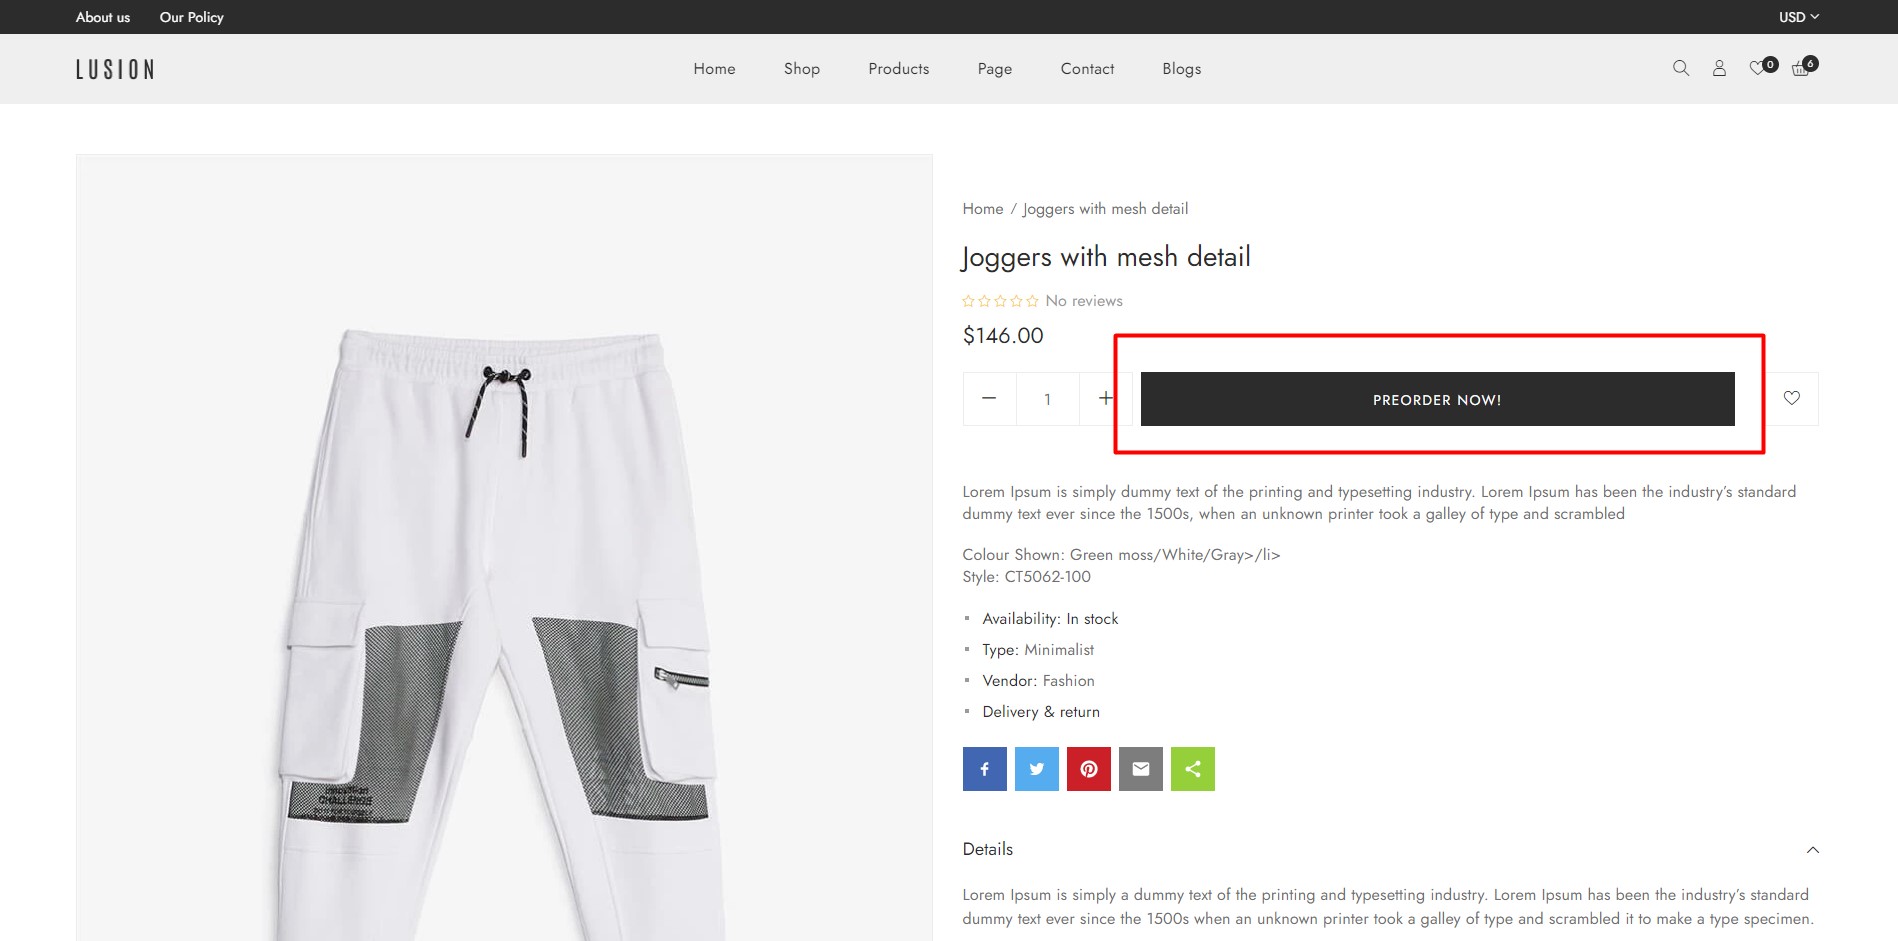 About us Our Policy USD
LUSION Home Shop Products Page Contact Blogs 0 6
Home / Joggers with mesh detail
Joggers with mesh detail
No reviews
$146.00
1 PREORDER NOW!
Lorem Ipsum is simply dummy text of the printing and typesetting industry. Lorem Ipsum has been the industry’s standard
dummy text ever since the 1500s, when an unknown printer took a galley of type and scrambled
Colour Shown: Green moss/White/Gray>/li>
Style: CT5062-100
Availability: In stock
Type: Minimalist
Vendor: Fashion
Delivery & return
CHALLENGE
Details
Lorem Ipsum is simply a dummy text of the printing and typesetting industry. Lorem Ipsum has been the industry’s standard
dummy text ever since the 1500s when an unknown printer took a galley of type and scrambled it to make a type specimen.